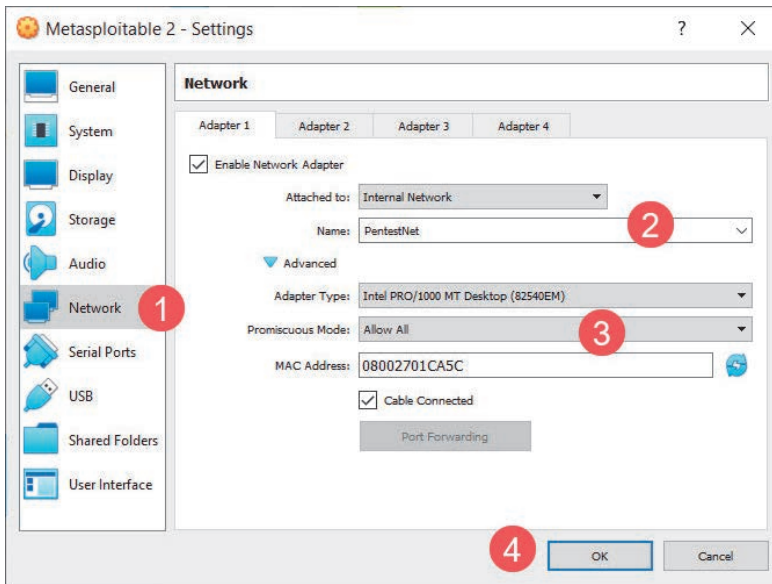 Metasploitable 2 - Settings
?
General
System
Display
Storage
Audio
Network
1
Serial Ports
USB
Shared Folders
User Interface
Network
Adapter 1 Adapter 2 Adapter 3 Adapter 4
Enable Network Adapter
Attached to: Internal Network
Name: PentestNet
2
Advanced
Adapter Type: Intel PRO/1000 MT Desktop (82540EM)
Promiscuous Mode: Allow All
3
MAC Address: 08002701CA5C
Cable Connected
Port Forwarding
4
OK Cancel